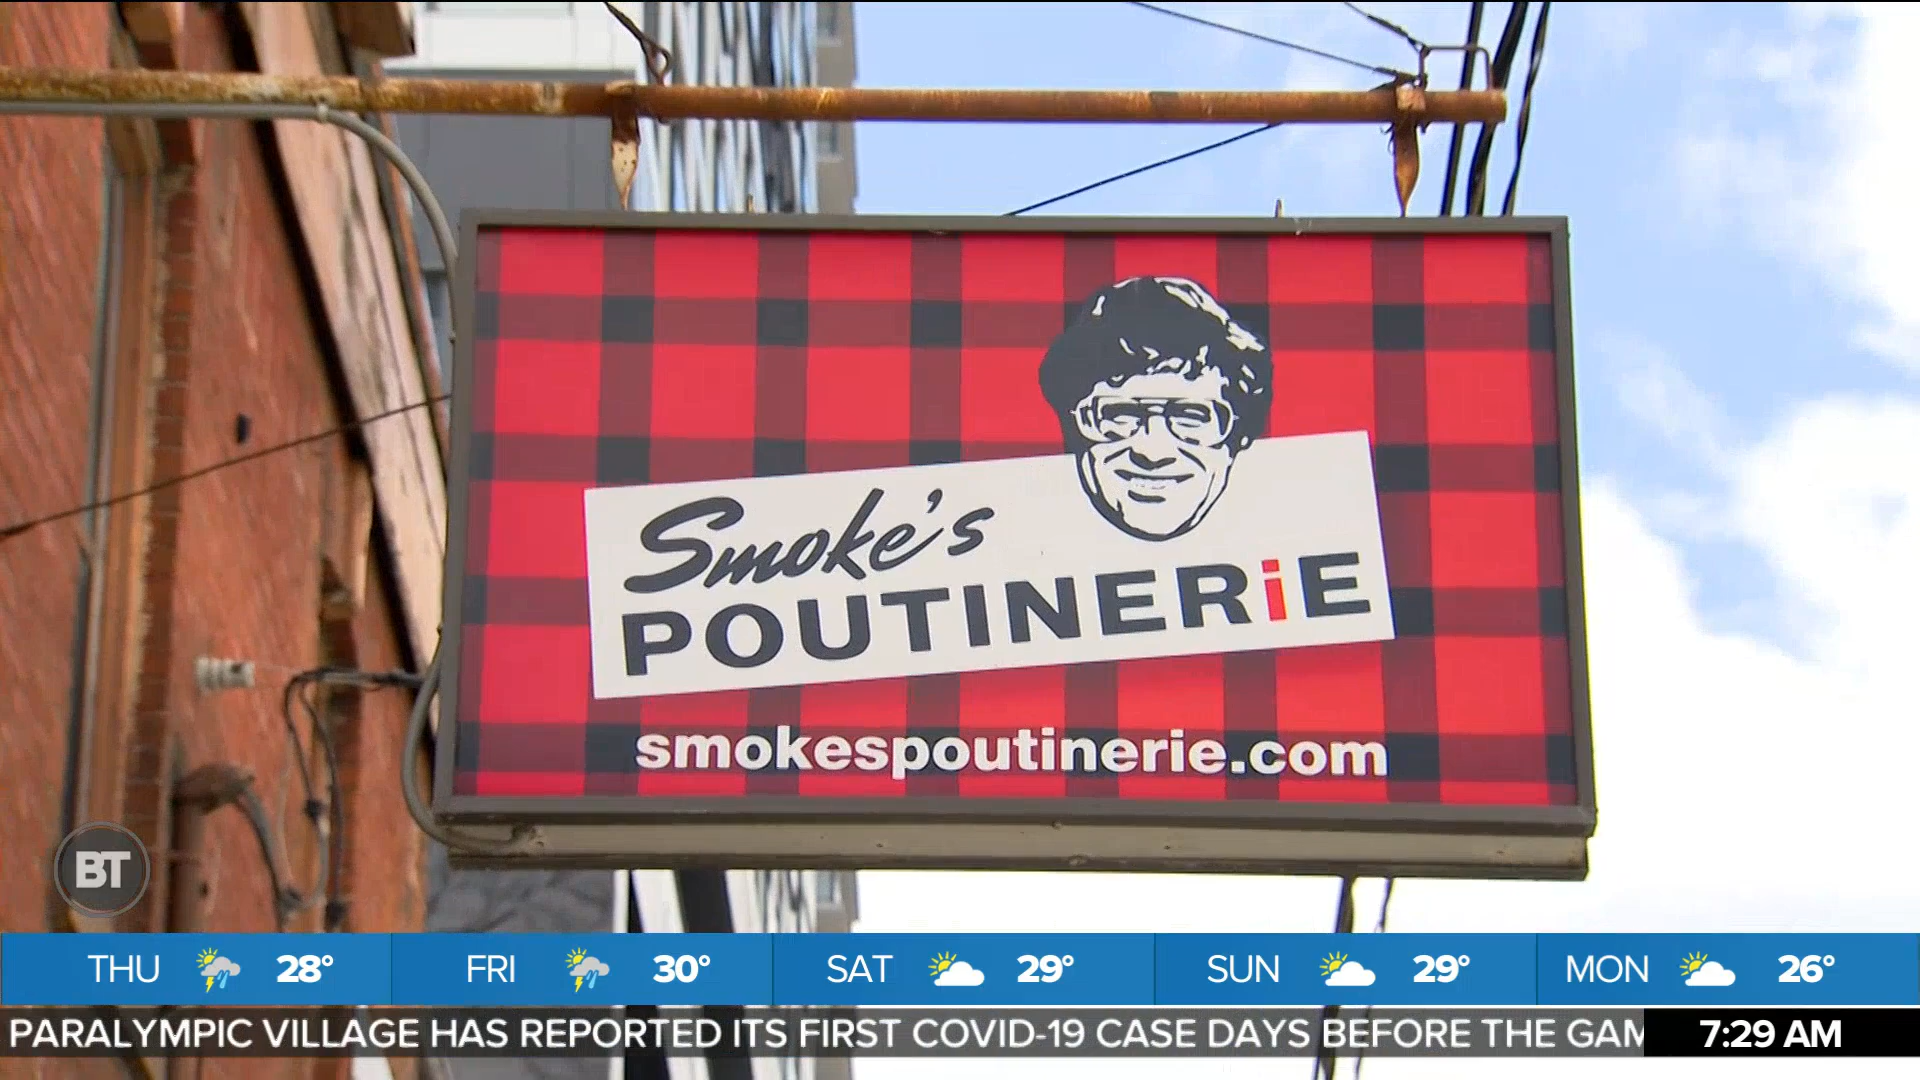 Smoke's
POUTINERiE
smokespoutinerie.com
BT
THU 28° FRI 30° SAT 29° SUN 29° MON 26°
PARALYMPIC VILLAGE HAS REPORTED ITS FIRST COVID-19 CASE DAYS BEFORE THE GAM
7:29 AM